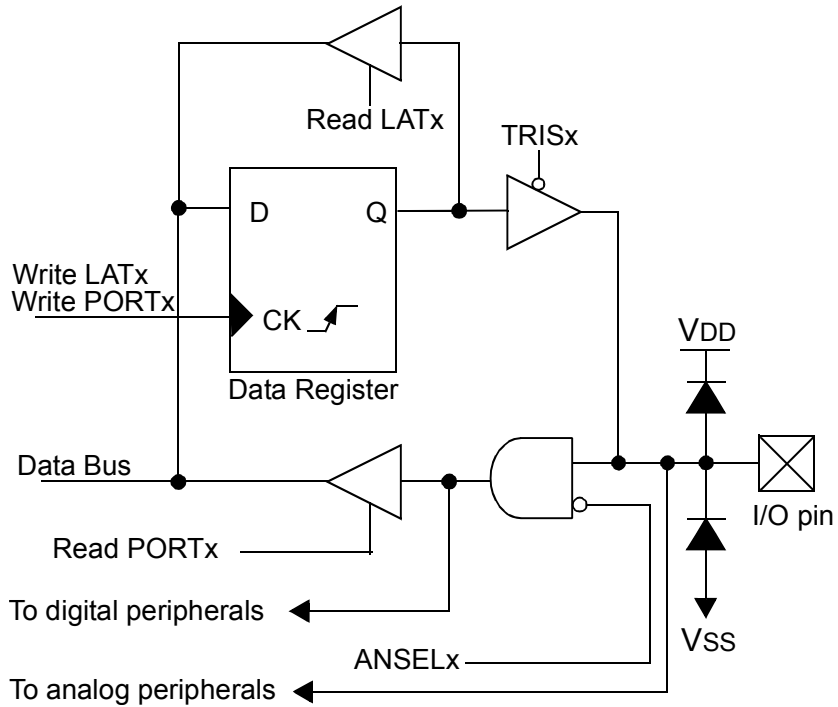 Read LATx
TRISx
D
Q
Write LATx
Write PORTx
CK
VDD
Data Register
Data Bus
I/O pin
Read PORTx
To digital peripherals
VSS
ANSELx
To analog peripherals